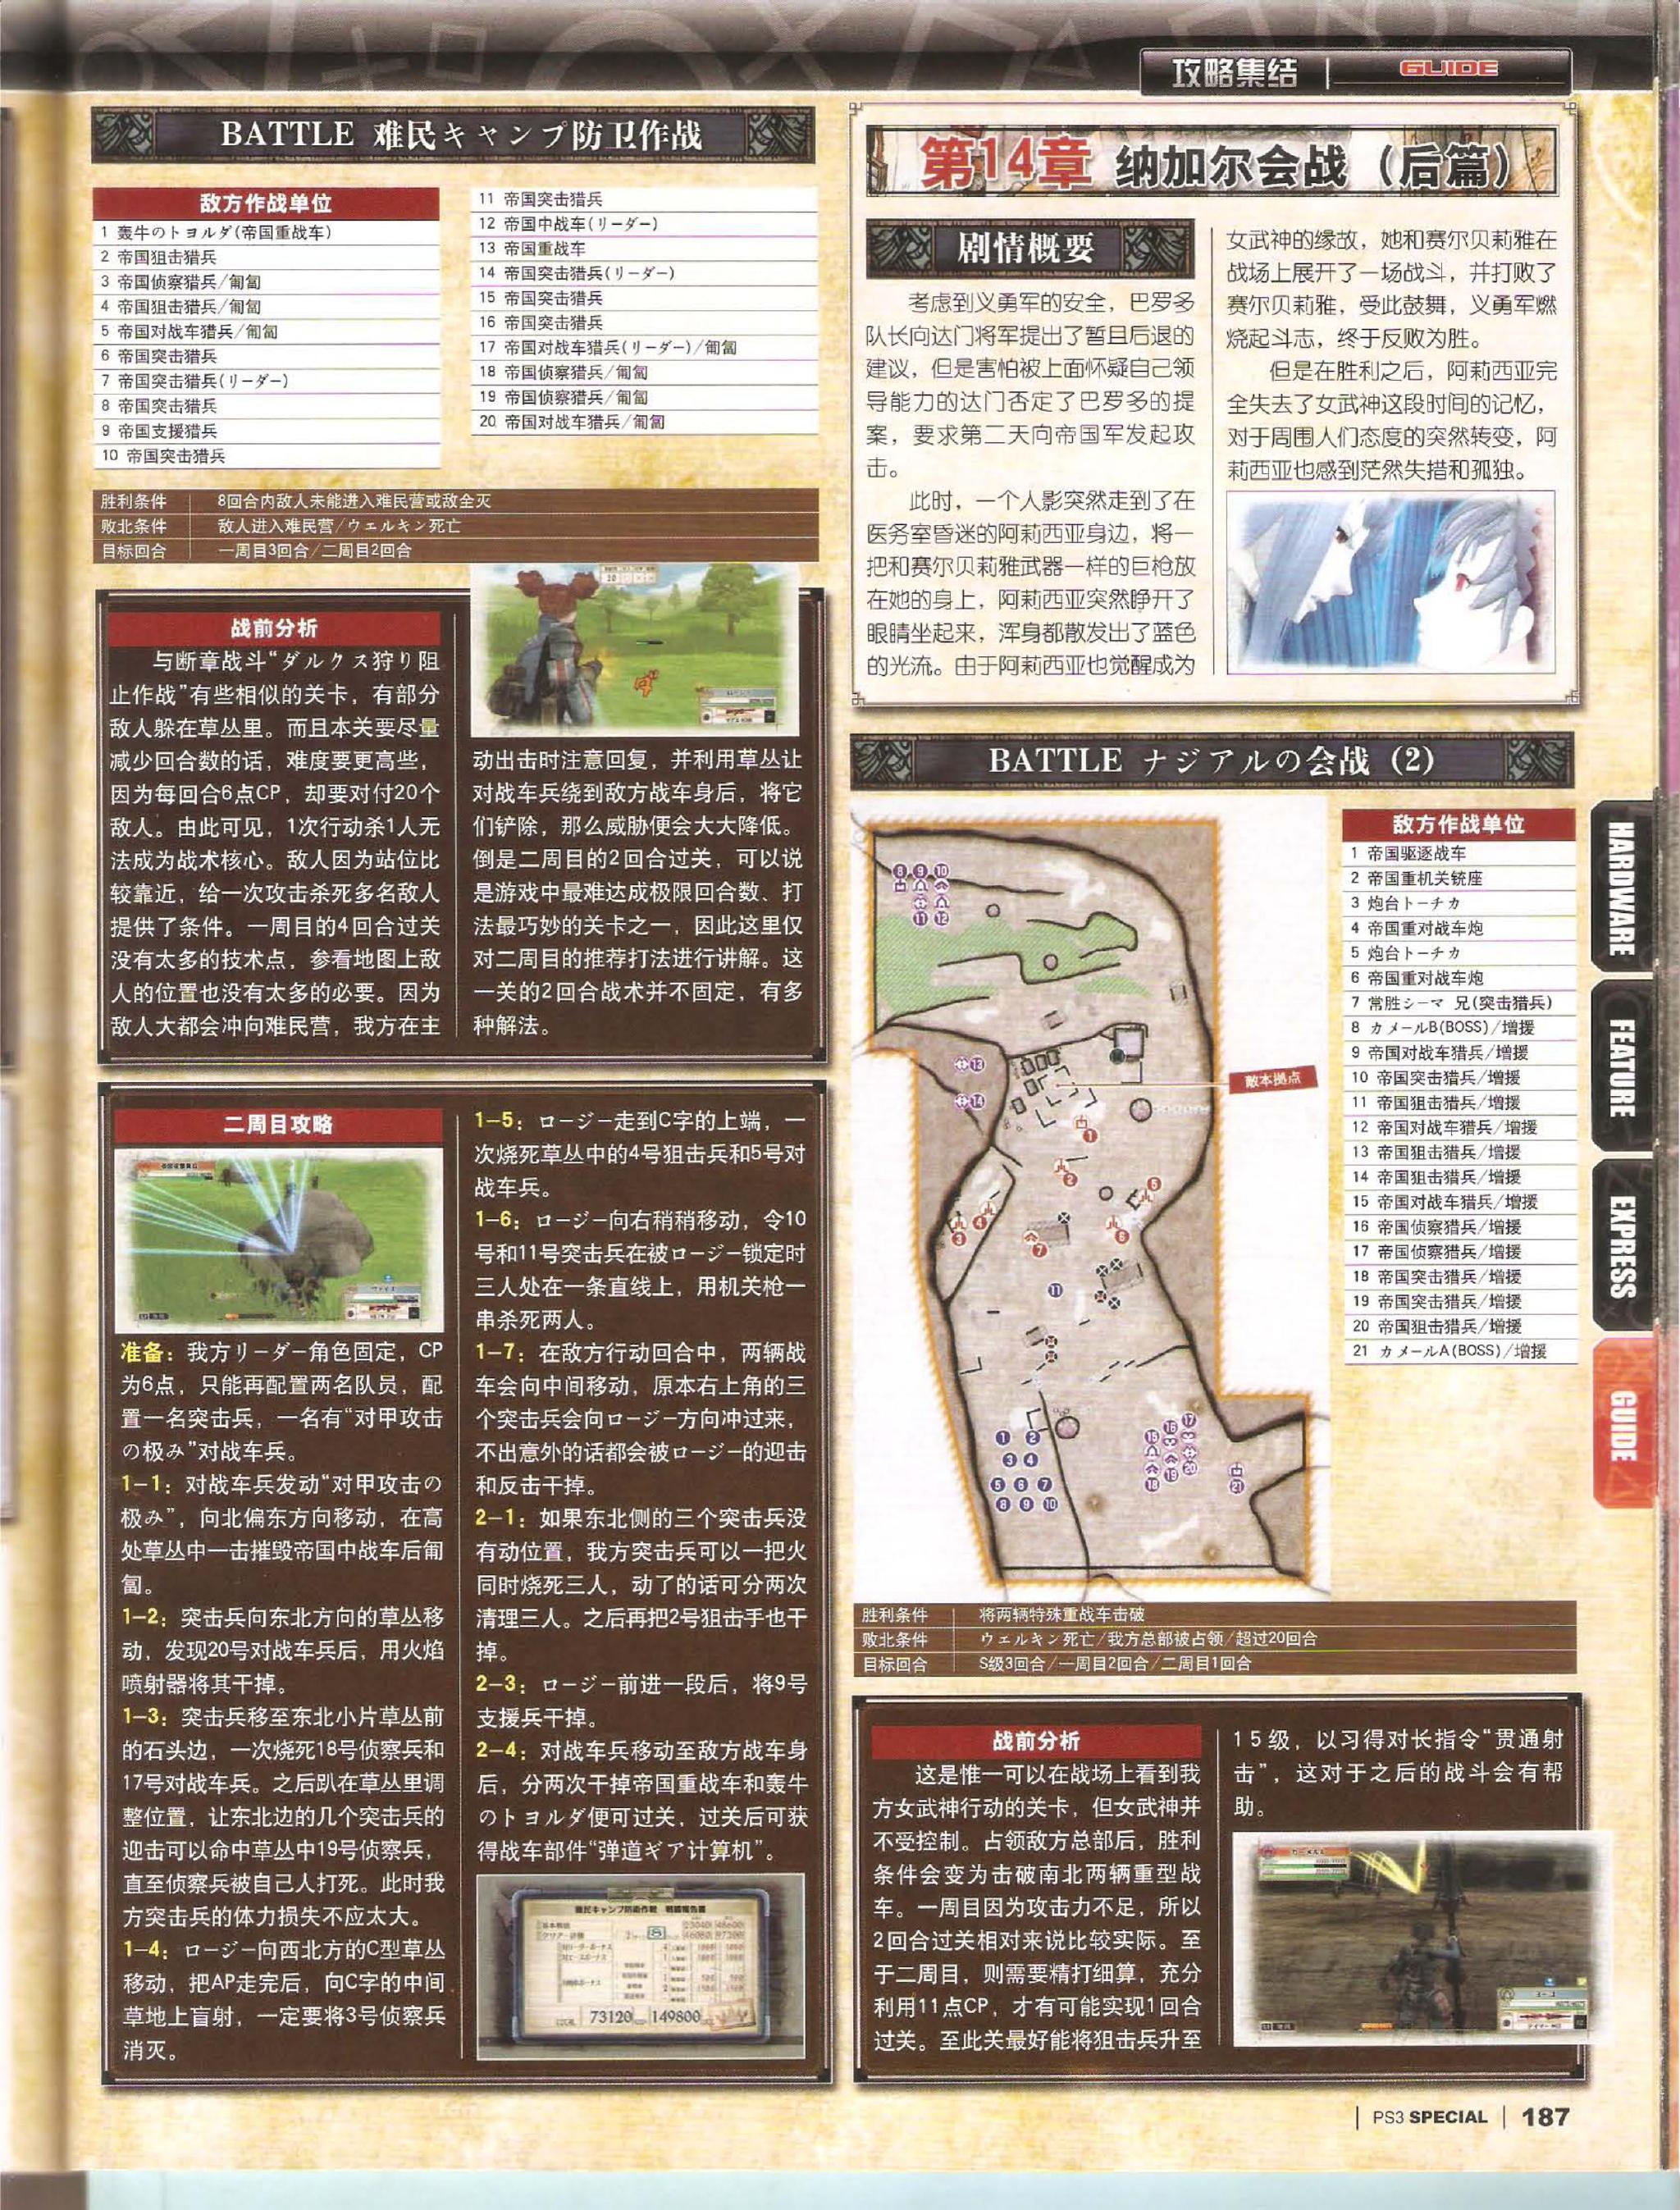 攻略集结 GUIDE
BATTLE 难民キャンプ防卫作战
敌方作战单位
1 轰牛のトヨルダ(帝国重战车)
2 帝国狙击猎兵
3 帝国侦察猎兵/匍匐
4 帝国狙击猎兵/匍匐
5 帝国对战车猎兵/匍匐
6 帝国突击猎兵
7 帝国突击猎兵(リーダー)
8 帝国突击猎兵
9 帝国支援猎兵
10 帝国突击猎兵
11 帝国突击猎兵
12 帝国中战车(リーダー)
13 帝国重战车
14 帝国突击猎兵(リーダー)
15 帝国突击猎兵
16 帝国突击猎兵
17 帝国对战车猎兵(リーダー)/匍匐
18 帝国侦察猎兵/匍匐
19 帝国侦察猎兵/匍匐
20 帝国对战车猎兵/匍匐
胜利条件 8回合内敌人未能进入难民营或敌全灭
败北条件 敌人进入难民营/ウェルキン死亡
目标回合 一周目3回合/二周目2回合
战前分析
与断章战斗“ダルクス狩り阻
止作战”有些相似的关卡，有部分
敌人躲在草丛里。而且本关要尽量
减少回合数的话，难度要更高些，
因为每回合6点CP，却要对付20个
敌人。由此可见，1次行动杀1人无
法成为战术核心。敌人因为站位比
较靠近，给一次攻击杀死多名敌人
提供了条件。一周目的4回合过关
没有太多的技术点，参看地图上敌
人的位置也没有太多的必要。因为
敌人大都会冲向难民营，我方在主
动出击时注意回复，并利用草丛让
对战车兵绕到敌方战车身后，将它
们铲除，那么威胁便会大大降低。
倒是二周目的2回合过关，可以说
是游戏中最难达成极限回合数、打
法最巧妙的关卡之一，因此这里仅
对二周目的推荐打法进行讲解。这
一关的2回合战术并不固定，有多
种解法。
二周目攻略
准备：我方リーダー角色固定，CP
为6点，只能再配置两名队员，配
置一名突击兵，一名有“对甲攻击
の极み”对战车兵。
1—1：对战车兵发动“对甲攻击の
极み”，向北偏东方向移动，在高
处草丛中一击摧毁帝国中战车后匍
匐。
1—2：突击兵向东北方向的草丛移
动，发现20号对战车兵后，用火焰
喷射器将其干掉。
1—3：突击兵移至东北小片草丛前
的石头边，一次烧死18号侦察兵和
17号对战车兵。之后趴在草丛里调
整位置，让东北边的几个突击兵的
迎击可以命中草丛中19号侦察兵，
直至侦察兵被自己人打死。此时我
方突击兵的体力损失不应太大。
1—4：ロージー向西北方的C型草丛
移动，把AP走完后，向C字的中间
草地上盲射，一定要将3号侦察兵
消灭。
1—5：ロージー走到C字的上端，一
次烧死草丛中的4号狙击兵和5号对
战车兵。
1—6：ロージー向右稍稍移动，令10
号和11号突击兵在被ロージー锁定时
三人处在一条直线上，用机关枪一
串杀死两人。
1—7：在敌方行动回合中，两辆战
车会向中间移动，原本右上角的三
个突击兵会向ロージー方向冲过来，
不出意外的话都会被ロージー的迎击
和反击干掉。
2—1：如果东北侧的三个突击兵没
有动位置，我方突击兵可以一把火
同时烧死三人，动了的话可分两次
清理三人。之后再把2号狙击手也干
掉。
2—3：ロージー前进一段后，将9号
支援兵干掉。
2—4：对战车兵移动至敌方战车身
后，分两次干掉帝国重战车和轰牛
のトヨルダ便可过关，过关后可获
得战车部件“弹道ギア计算机”。
73120 149800
第14章 纳加尔会战（后篇）
剧情概要
考虑到义勇军的安全，巴罗多
队长向达门将军提出了暂且后退的
建议，但是害怕被上面怀疑自己领
导能力的达门否定了巴罗多的提
案，要求第二天向帝国军发起攻
击。
此时，一个人影突然走到了在
医务室昏迷的阿莉西亚身边，将一
把和赛尔贝莉雅武器一样的巨枪放
在她的身上，阿莉西亚突然睁开了
眼睛坐起来，浑身都散发出了蓝色
的光流。由于阿莉西亚也觉醒成为
女武神的缘故，她和赛尔贝莉雅在
战场上展开了一场战斗，并打败了
赛尔贝莉雅，受此鼓舞，义勇军燃
烧起斗志，终于反败为胜。
但是在胜利之后，阿莉西亚完
全失去了女武神这段时间的记忆，
对于周围人们态度的突然转变，阿
莉西亚也感到茫然失措和孤独。
BATTLE ナジアルの会战（2）
敵本拠点
敌方作战单位
1 帝国驱逐战车
2 帝国重机关铳座
3 炮台トーチカ
4 帝国重对战车炮
5 炮台トーチカ
6 帝国重对战车炮
7 常胜シーマ 兄(突击猎兵)
8 カメールB(BOSS)/增援
9 帝国对战车猎兵/增援
10 帝国突击猎兵/增援
11 帝国狙击猎兵/增援
12 帝国对战车猎兵/增援
13 帝国狙击猎兵/增援
14 帝国狙击猎兵/增援
15 帝国对战车猎兵/增援
16 帝国侦察猎兵/增援
17 帝国侦察猎兵/增援
18 帝国突击猎兵/增援
19 帝国突击猎兵/增援
20 帝国狙击猎兵/增援
21 カメールA(BOSS)/增援
胜利条件 将两辆特殊重战车击破
败北条件 ウェルキン死亡/我方总部被占领/超过20回合
目标回合 S级3回合/一周目2回合/二周目1回合
战前分析
这是惟一可以在战场上看到我
方女武神行动的关卡，但女武神并
不受控制。占领敌方总部后，胜利
条件会变为击破南北两辆重型战
车。一周目因为攻击力不足，所以
2回合过关相对来说比较实际。至
于二周目，则需要精打细算，充分
利用11点CP，才有可能实现1回合
过关。至此关最好能将狙击兵升至
15级，以习得对长指令“贯通射
击”，这对于之后的战斗会有帮
助。
HARDWARE
FEATURE
EXPRESS
GUIDE
PS3 SPECIAL 187